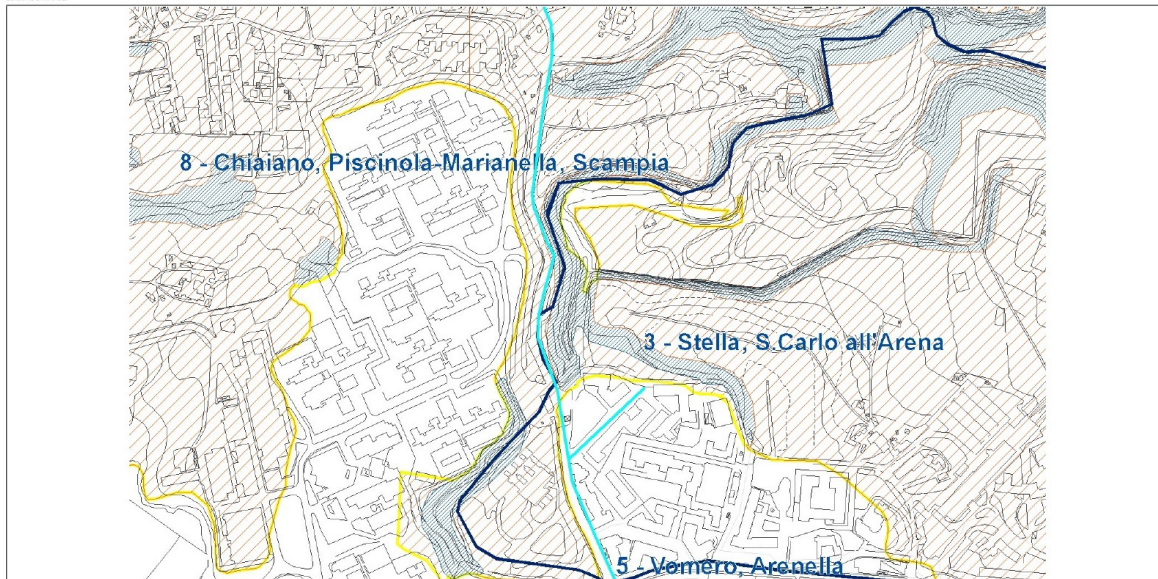 8 - Chiaiano, Piscinola-Marianella, Scampia
3 - Stella, S.Carlo all'Arena
5 - Vomero, Arenella